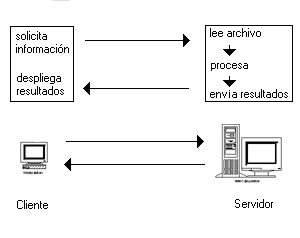 solicita
información
despliega
resultados
lee archivo
procesa
envía resultados
Cliente
Servidor